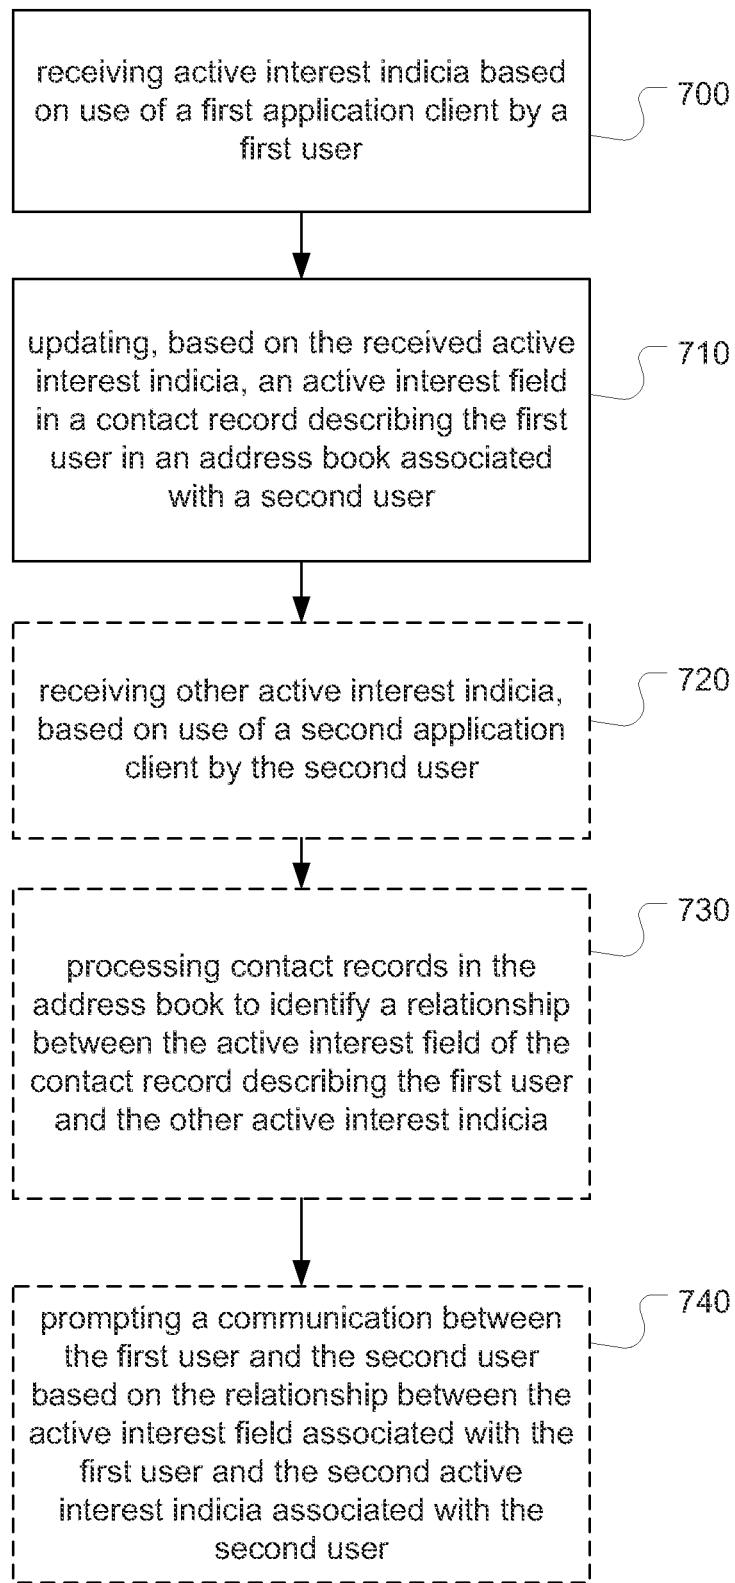 receiving active interest indicia based
on use of a first application client by a
first user
700
updating, based on the received active
interest indicia, an active interest field
in a contact record describing the first
user in an address book associated
with a second user
710
receiving other active interest indicia,
based on use of a second application
client by the second user
720
processing contact records in the
address book to identify a relationship
between the active interest field of the
contact record describing the first user
and the other active interest indicia
730
prompting a communication between
the first user and the second user
based on the relationship between the
active interest field associated with the
first user and the second active
interest indicia associated with the
second user
740